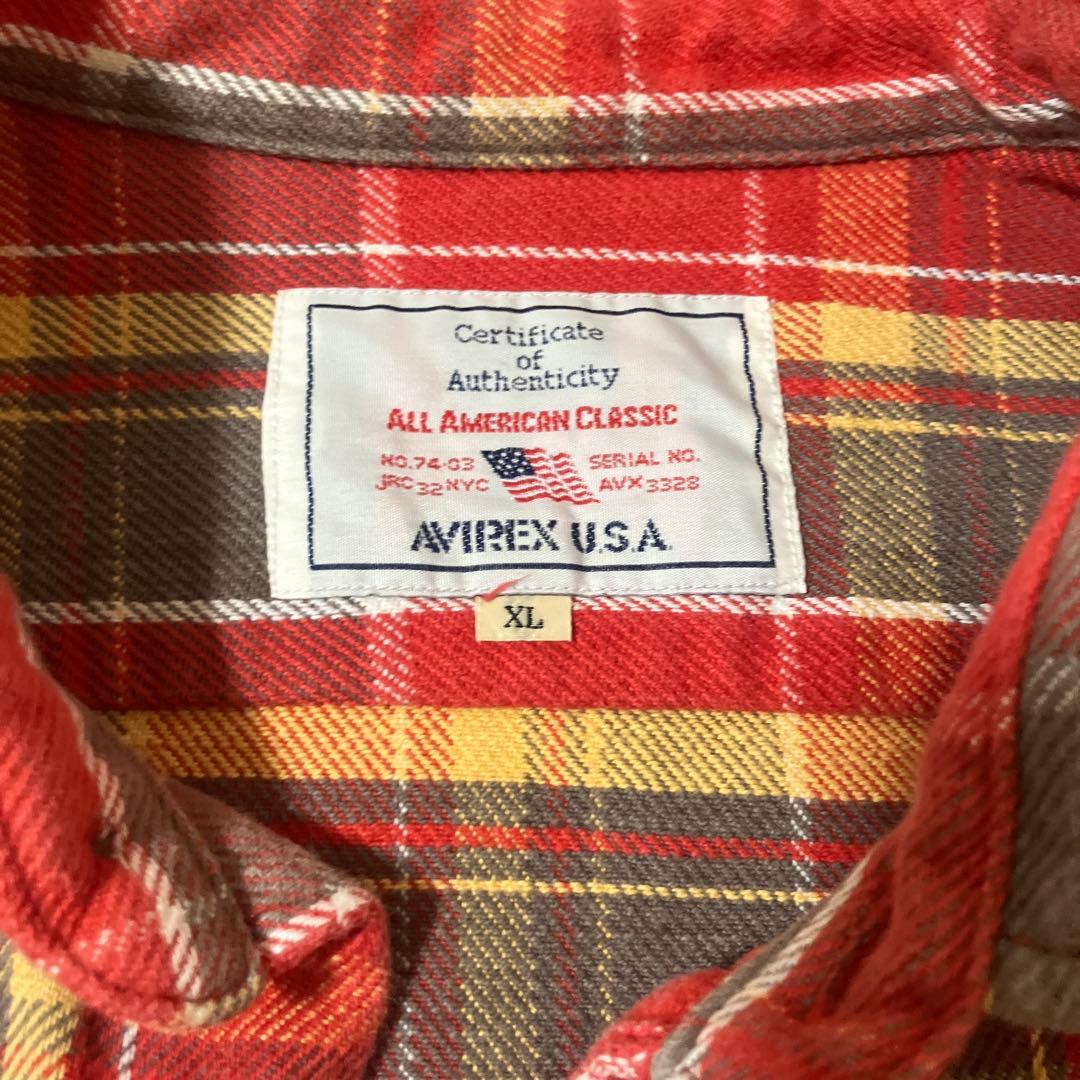 Certificate
of
Authenticity
ALL AMERICAN CLASSIC
NO.74-03 SERIAL NO.
JRC 32 NYC AVX 3328
AVIREX U.S.A.
XL